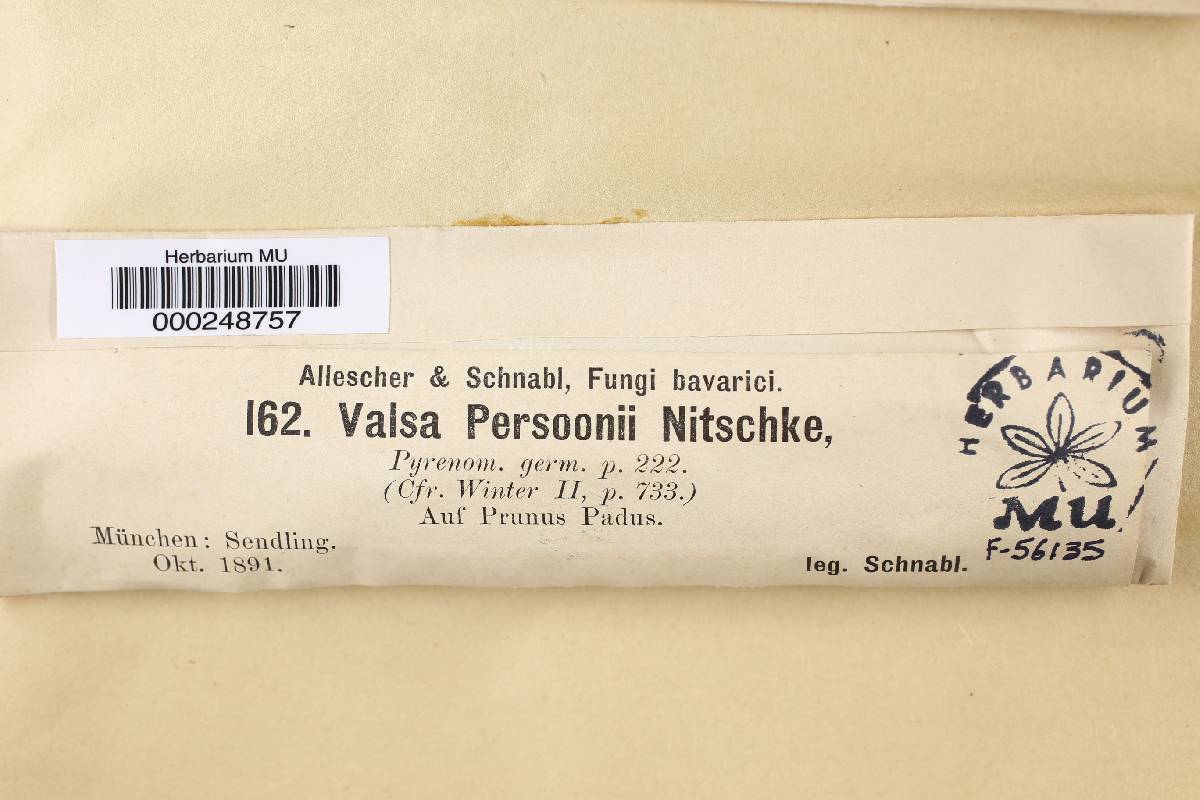 Herbarium MU
000248757
Allescher & Schnabl, Fungi bavarici.
162. Valsa Persoonii Nitschke,
Pyrenom. germ. p. 222.
(Cfr. Winter II, p. 733.)
Auf Prunus Padus.
München: Sendling.
Okt. 1891.
leg. Schnabl.
HERBARIUM
MU
F-56135